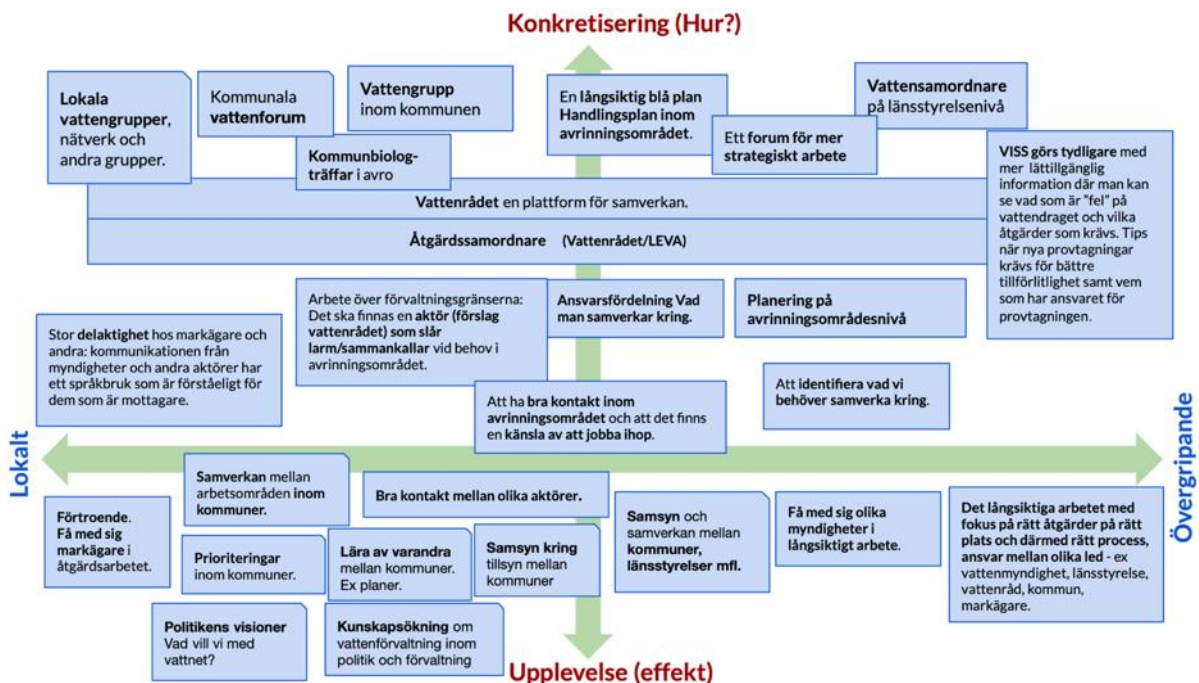 Konkretisering (Hur?)
Lokala
vattengrupper,
nätverk och
andra grupper.
Kommunala
vattenforum
Vattengrupp
inom kommunen
Kommunbiolog-
träffar i avro
En långsiktig blå plan
Handlingsplan inom
avrinningsområdet.
Ett forum för mer
strategiskt arbete
Vattensamordnare
på länsstyrelsenivå
VISS görs tydligare med
mer lättillgänglig
information där man kan
se vad som är "fel" på
vattendraget och vilka
åtgärder som krävs. Tips
när nya provtagningar
krävs för bättre
tillförlitlighet samt vem
som har ansvaret för
provtagningen.
Vattenrådet en plattform för samverkan.
Åtgärdssamordnare (Vattenrådet/LEVA)
Stor delaktighet hos markägare och
andra: kommunikationen från
myndigheter och andra aktörer har
ett språkbruk som är förståeligt för
dem som är mottagare.
Arbete över förvaltningsgränserna:
Det ska finnas en aktör (förslag
vattenrådet) som slår
larm/sammankallar vid behov i
avrinningsområdet.
Ansvarsfördelning Vad
man samverkar kring.
Planering på
avrinningsområdesnivå
Att ha bra kontakt inom
avrinningsområdet och att det finns
en känsla av att jobba ihop.
Att identifiera vad vi
behöver samverka kring.
Lokalt
Övergripande
Förtroende.
Få med sig
markägare i
åtgärdsarbetet.
Samverkan mellan
arbetsområden inom
kommuner.
Bra kontakt mellan olika aktörer.
Prioriteringar
inom kommuner.
Lära av varandra
mellan kommuner.
Ex planer.
Samsyn kring
tillsyn mellan
kommuner
Samsyn och
samverkan mellan
kommuner,
länsstyrelser mfl.
Få med sig olika
myndigheter i
långsiktigt arbete.
Det långsiktiga arbetet med
fokus på rätt åtgärder på rätt
plats och därmed rätt process,
ansvar mellan olika led - ex
vattenmyndighet, länsstyrelse,
vattenråd, kommun,
markägare.
Politikens visioner
Vad vill vi med
vattnet?
Kunskapsökning om
vattenförvaltning inom
politik och förvaltning
Upplevelse (effekt)